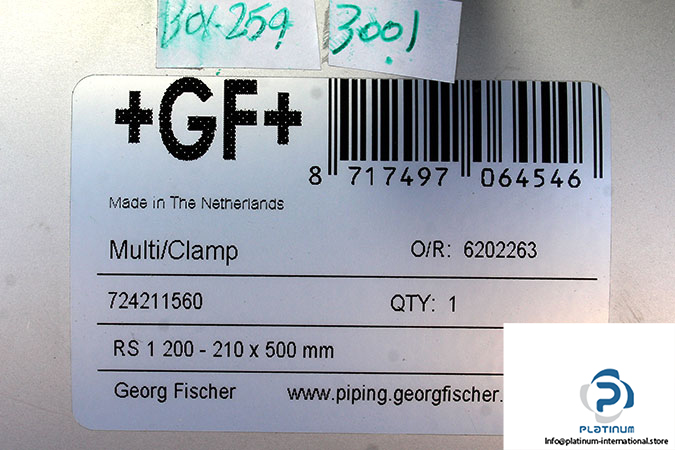 Box-259
3001
+GF+
8 717497 064546
Made in The Netherlands
Multi/Clamp O/R: 6202263
724211560 QTY: 1
RS 1 200 - 210 x 500 mm
Georg Fischer www.piping.georgfischer.
PLATINUM
Info@platinum-international.store